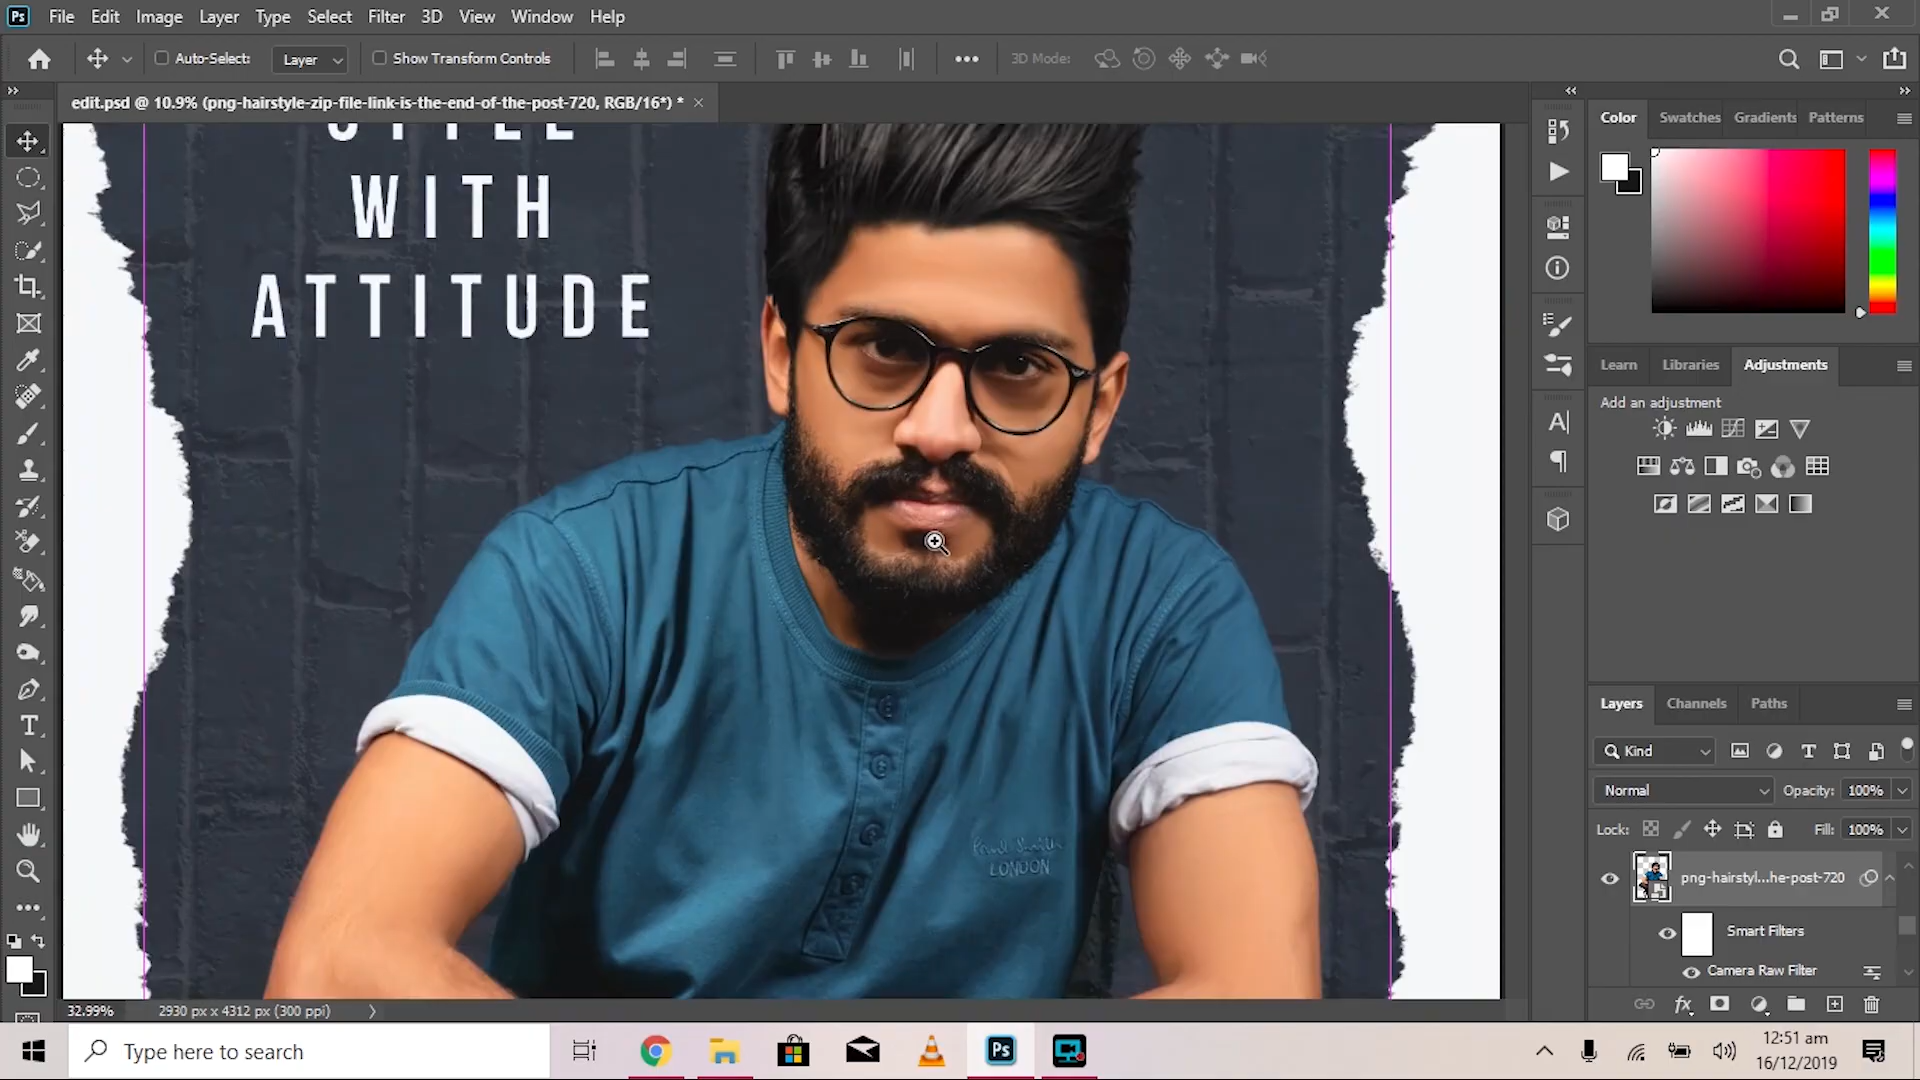 Ps File Edit Image Layer Type Select Filter 3D View Window Help
Auto-Select: Layer Show Transform Controls 3D Mode:
edit.psd @ 10.9% (png-hairstyle-zip-file-link-is-the-end-of-the-post-720, RGB/16*) *
Color Swatches Gradients Patterns
STYLE
WITH
ATTITUDE
Paul Smith
LONDON
Learn Libraries Adjustments
Add an adjustment
Layers Channels Paths
Kind
Normal Opacity: 100%
Lock: Fill: 100%
png-hairstyl...he-post-720
Smart Filters
Camera Raw Filter
32.99% 2930 px x 4312 px (300 ppi)
Type here to search
Ps
12:51 am
16/12/2019